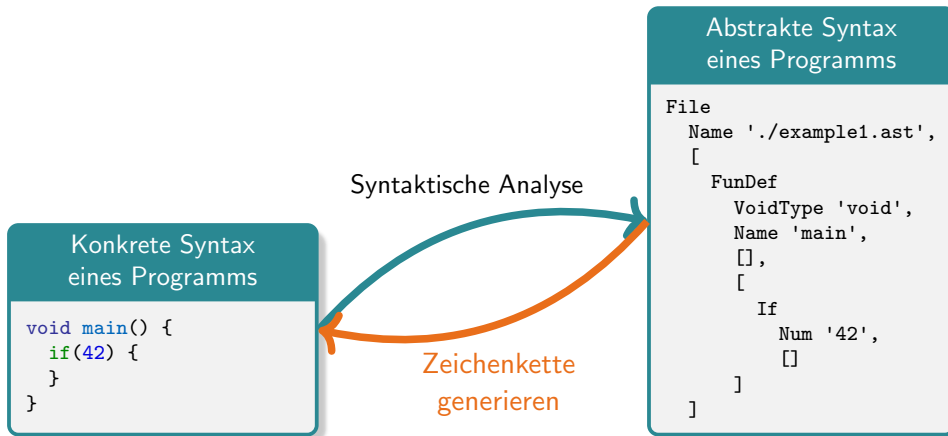 Abstrakte Syntax
eines Programms
File
  Name './example1.ast',
  [
    FunDef
      VoidType 'void',
      Name 'main',
      [],
      [
        If
          Num '42',
          []
      ]
  ]
Syntaktische Analyse
Konkrete Syntax
eines Programms
void main() {
  if(42) {
  }
}
Zeichenkette
generieren